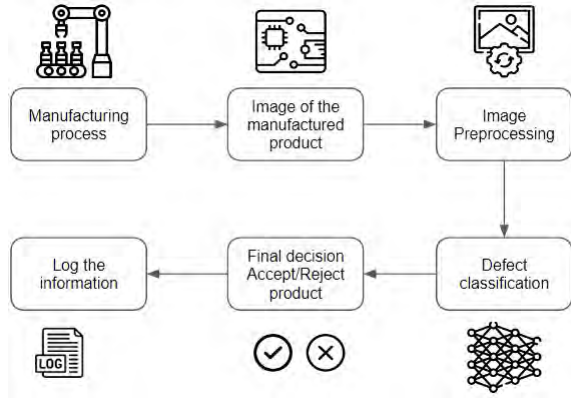 Manufacturing
process
Image of the
manufactured
product
Image
Preprocessing
Log the
information
Final decision
Accept/Reject
product
Defect
classification
LOG